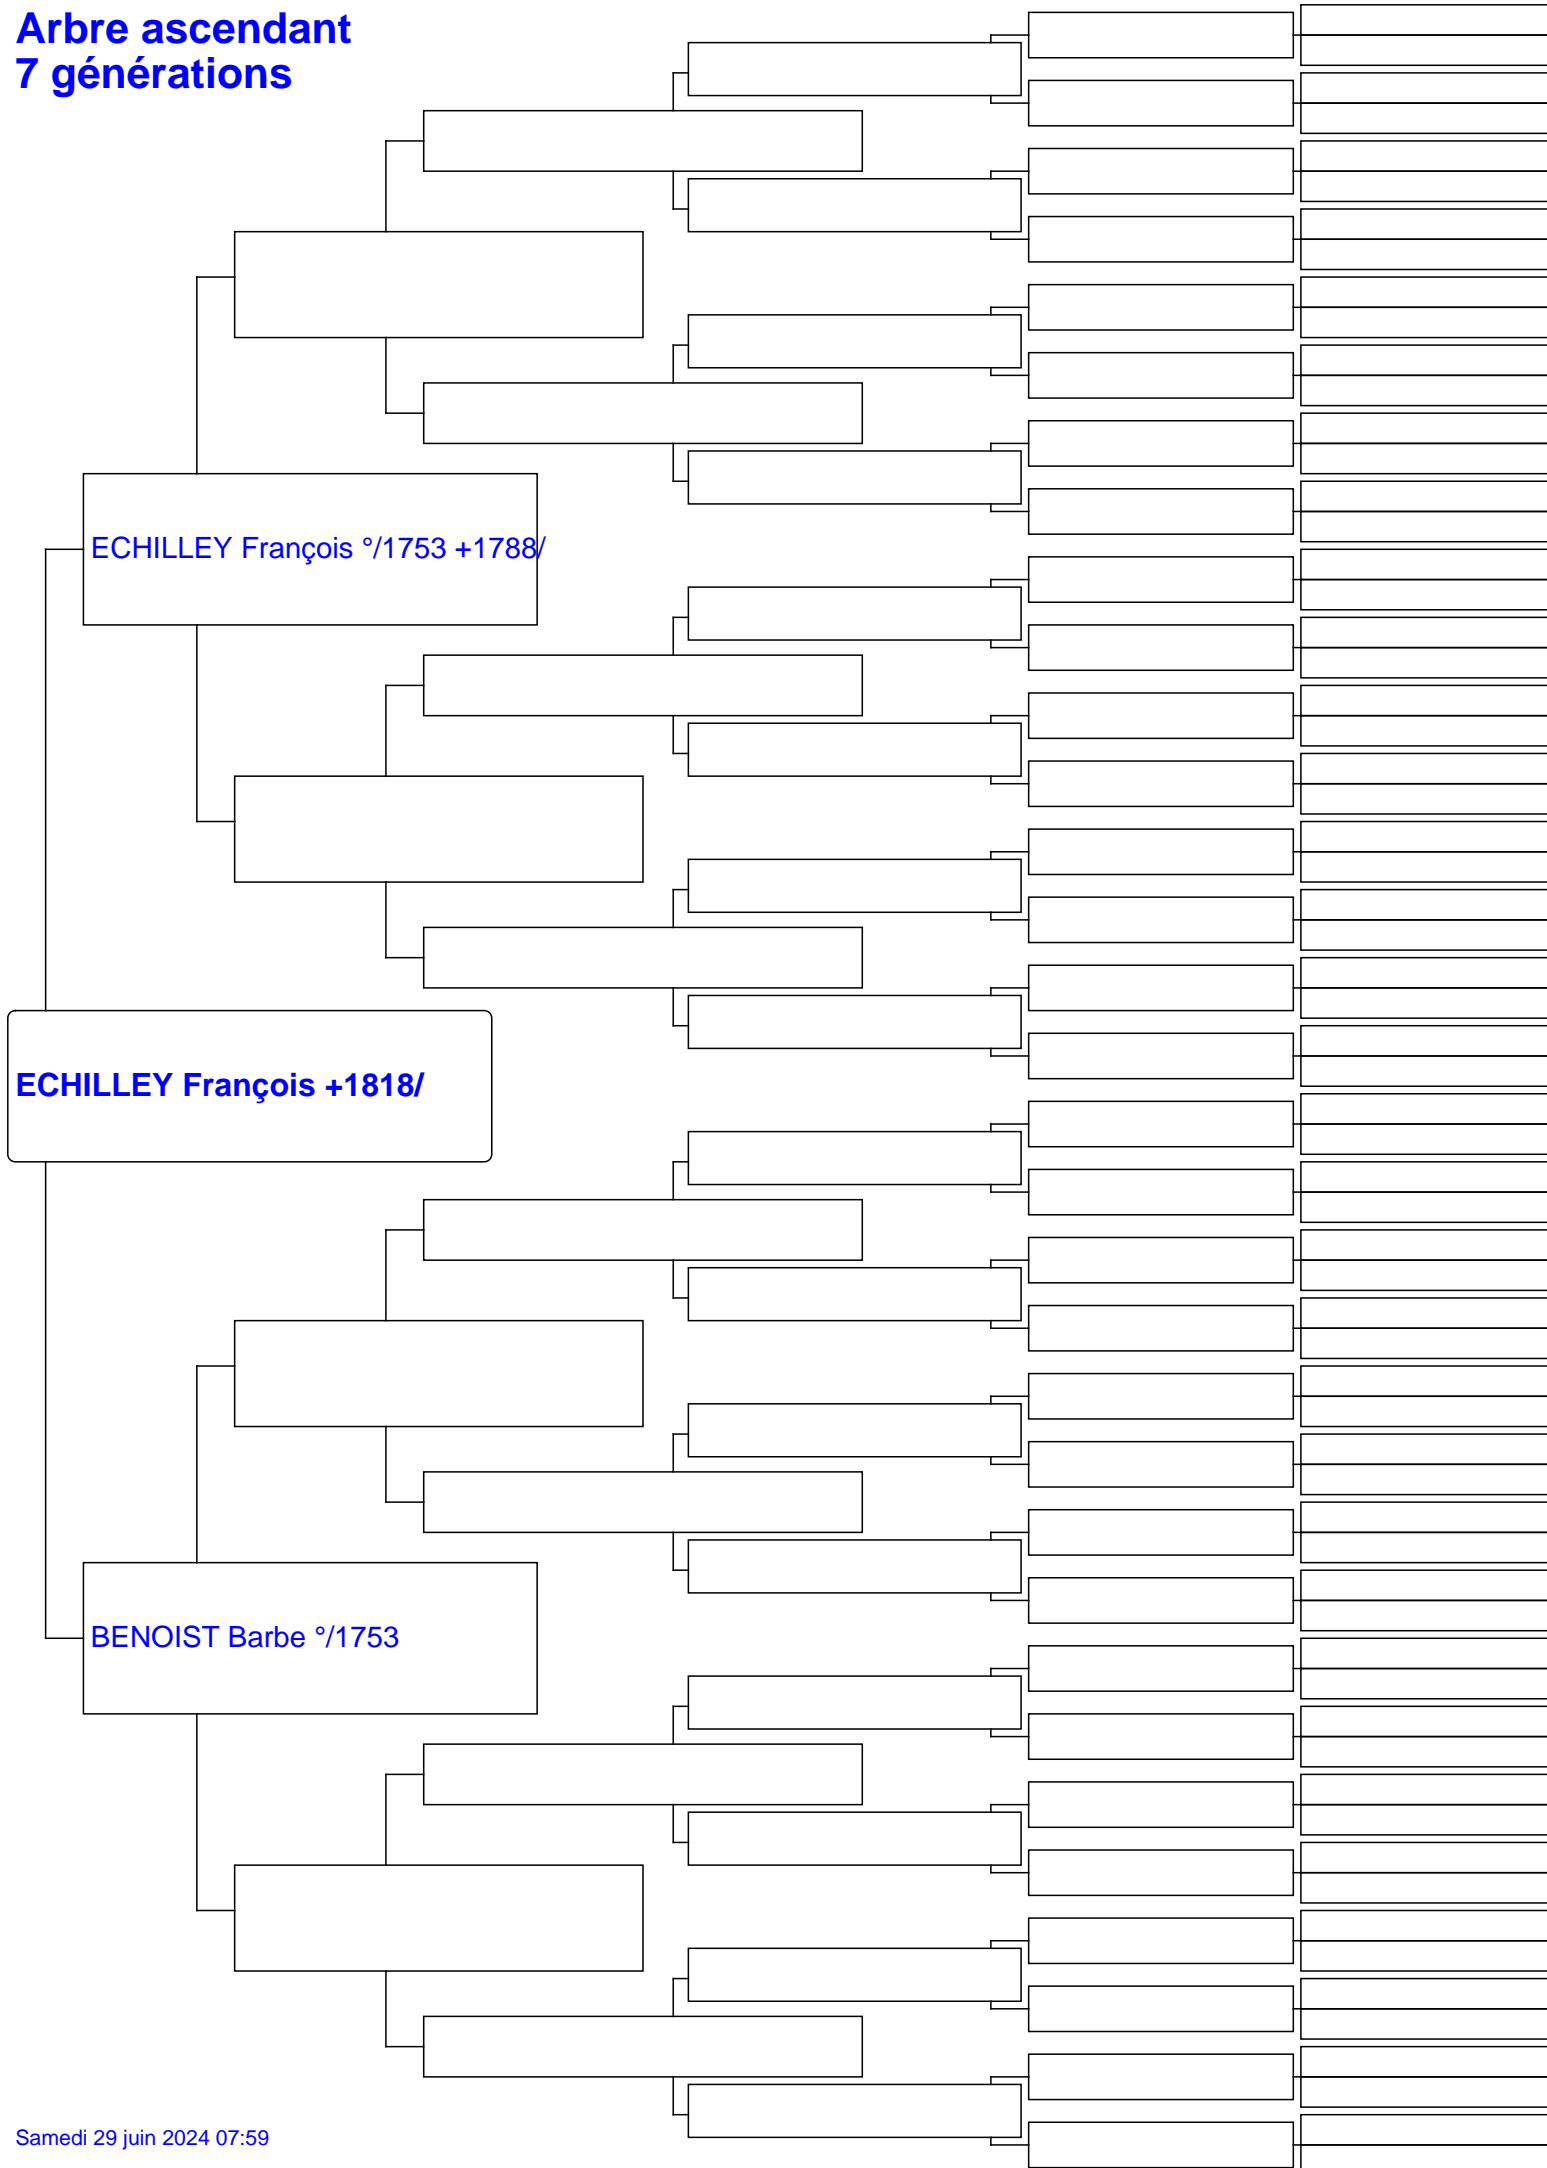 Arbre ascendant
7 générations
ECHILLEY François °/1753 +1788/
ECHILLEY François +1818/
BENOIST Barbe °/1753
Samedi 29 juin 2024 07:59